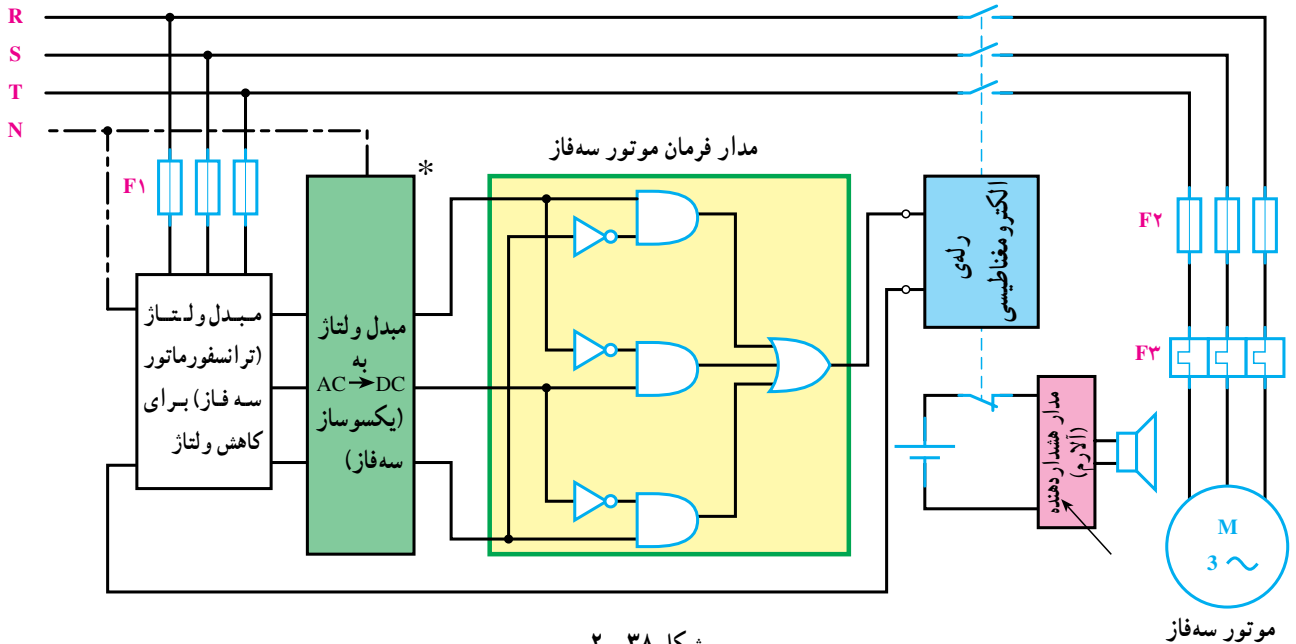 R
S
T
N
F۱
مدار فرمان موتور سه‌فاز
*
مبدل ولتاژ
(ترانسفورماتور
سه فاز) برای
کاهش ولتاژ
مبدل ولتاژ
به
AC→DC
(یکسوساز
سه‌فاز)
رله‌ی
الکترومغناطیسی
مدار هشداردهنده
(آلارم)
F۲
F۳
M
3 ~
موتور سه‌فاز